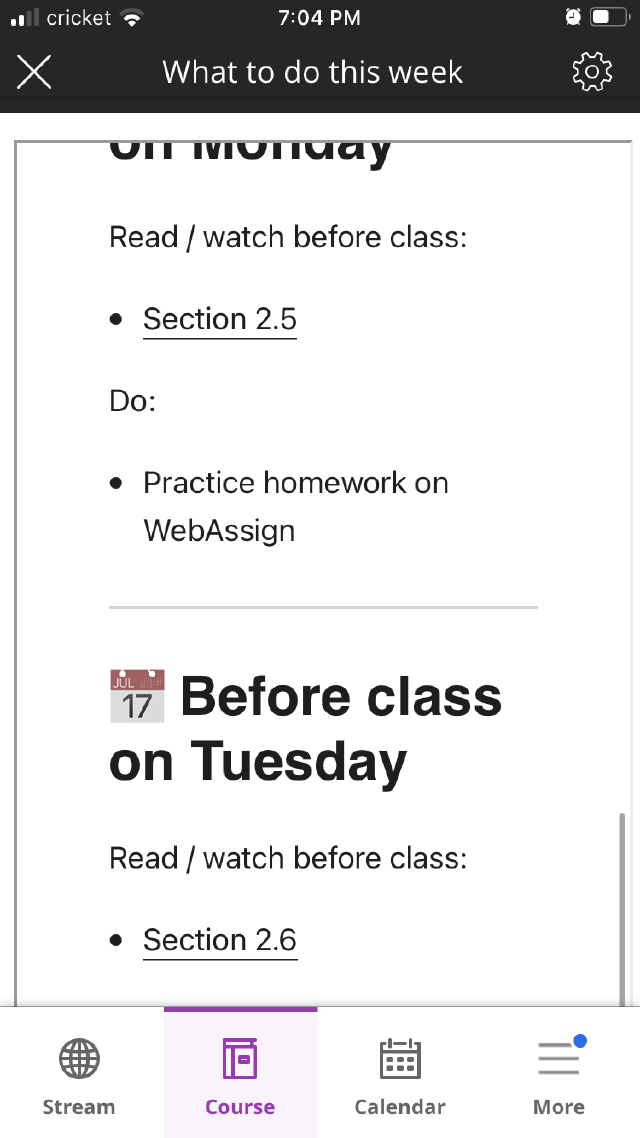 cricket 7:04 PM
What to do this week
on Monday
Read / watch before class:
• Section 2.5
Do:
• Practice homework on
WebAssign
JUL
17
Before class
on Tuesday
Read / watch before class:
• Section 2.6
Stream Course Calendar More